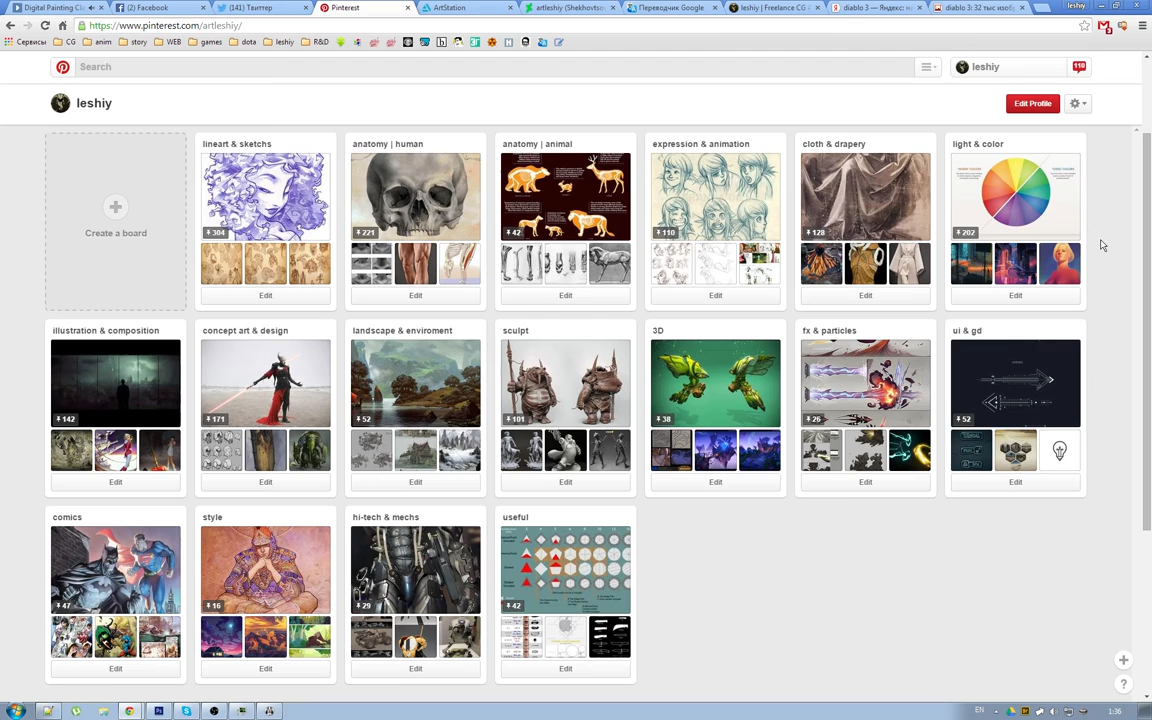 Digital Painting Cl
(2) Facebook
(141) Твиттер
Pinterest
ArtStation
artleshiy (Shekhovtsov
Переводчик Google
leshiy | Freelance CG
diablo 3 — Яндекс: н
diablo 3: 32 тыс изоб
leshiy
https://www.pinterest.com/artleshiy/
Сервисы
CG
anim
story
WEB
games
dota
leshiy
R&D
Search
leshiy
110
leshiy
Edit Profile
Create a board
lineart & sketchs
304
Edit
anatomy | human
221
Edit
anatomy | animal
42
Edit
expression & animation
110
Edit
cloth & drapery
128
Edit
light & color
202
Edit
illustration & composition
142
Edit
concept art & design
171
Edit
landscape & enviroment
52
Edit
sculpt
101
Edit
3D
38
Edit
fx & particles
26
Edit
ui & gd
52
Edit
comics
47
Edit
style
16
Edit
hi-tech & mechs
29
Edit
useful
42
Edit
EN
1:36